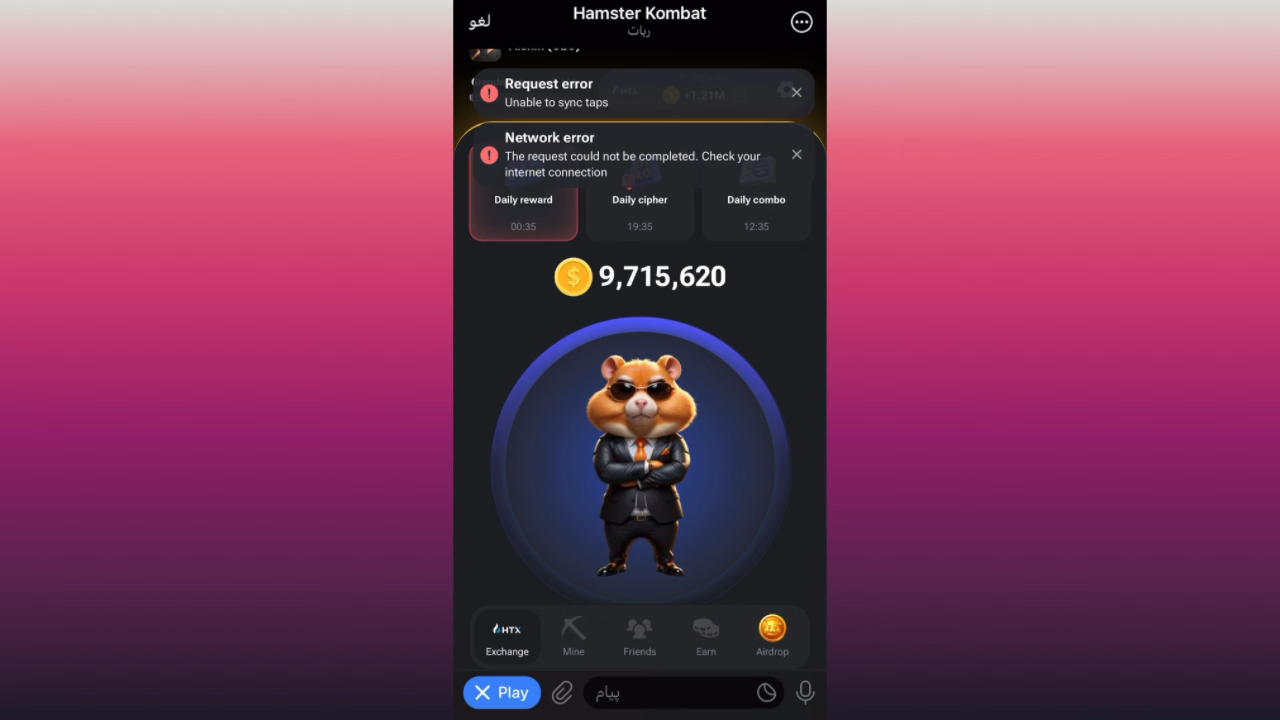 لغو
Hamster Kombat
ربات
Request error
Unable to sync taps
+1.21M
Network error
The request could not be completed. Check your
internet connection
Daily reward
Daily cipher
Daily combo
00:35
19:35
12:35
9,715,620
HTX
Exchange
Mine
Friends
Earn
Airdrop
Play
پیام